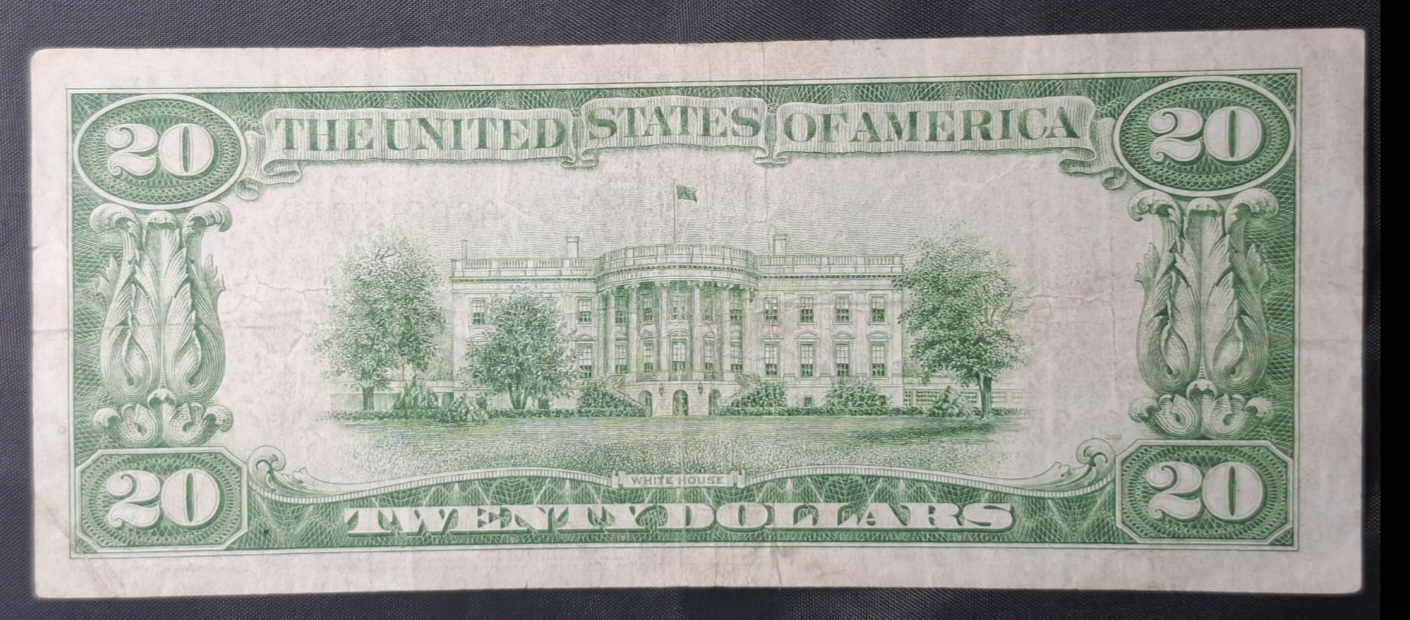 20 THE UNITED STATES OF AMERICA 20
WHITE HOUSE
20 TWENTY DOLLARS 20